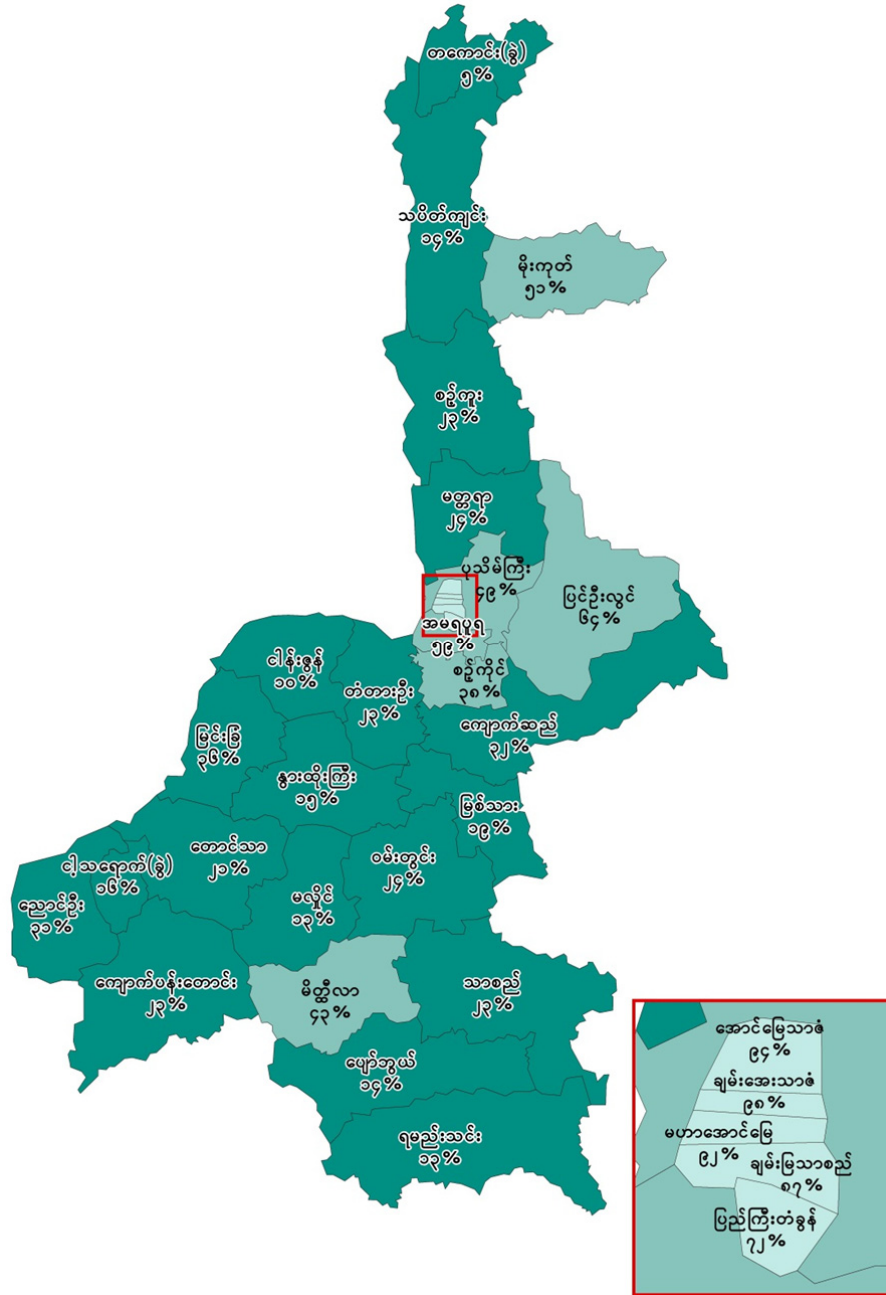 တကောင်း(ခွဲ)
၅%
သပိတ်ကျင်း
၁၄%
မိုးကုတ်
၅၁%
စဉ့်ကူး
၂၃%
မတ္တရာ
၂၄%
ပုသိမ်ကြီး
၄၉%
ပြင်ဦးလွင်
၆၄%
အမရပူရ
၅၉%
စဉ့်ကိုင်
၃၈%
ငါန်းဇွန်
၁၀%
တံတားဦး
၂၃%
ကျောက်ဆည်
၃၂%
မြင်းခြံ
၃၆%
နွားထိုးကြီး
၁၅%
မြစ်သား
၁၉%
တောင်သာ
၂၁%
ဝမ်းတွင်း
၂၄%
ငါ့သရောက်(ခွဲ)
၁၆%
မလှိုင်
၁၃%
ညောင်ဦး
၃၁%
ကျောက်ပန်းတောင်း
၂၃%
မိတ္ထီလာ
၄၃%
သာစည်
၂၃%
ပျော်ဘွယ်
၁၄%
ရမည်းသင်း
၁၃%
အောင်မြေသာဇံ
၉၄%
ချမ်းအေးသာဇံ
၉၈%
မဟာအောင်မြေ
၉၂%
ချမ်းမြသာစည်
၈၇%
ပြည်ကြီးတံခွန်
၇၂%